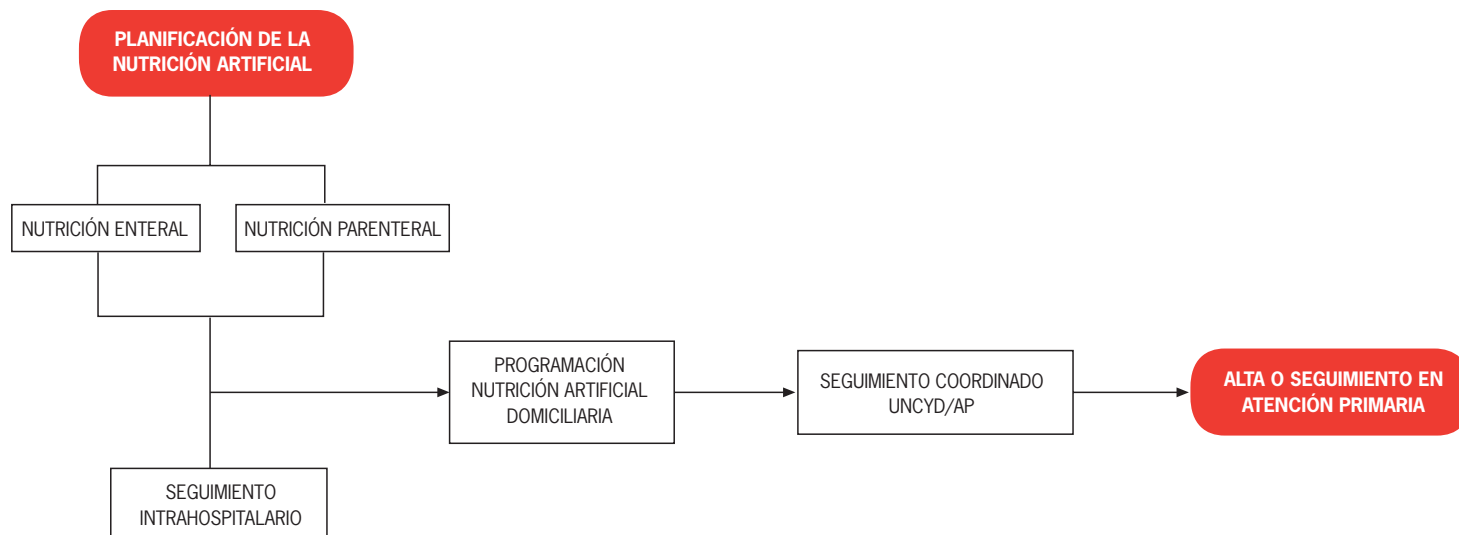 PLANIFICACIÓN DE LA
NUTRICIÓN ARTIFICIAL
NUTRICIÓN ENTERAL
NUTRICIÓN PARENTERAL
PROGRAMACIÓN
NUTRICIÓN ARTIFICIAL
DOMICILIARIA
SEGUIMIENTO COORDINADO
UNCYD/AP
ALTA O SEGUIMIENTO EN
ATENCIÓN PRIMARIA
SEGUIMIENTO
INTRAHOSPITALARIO